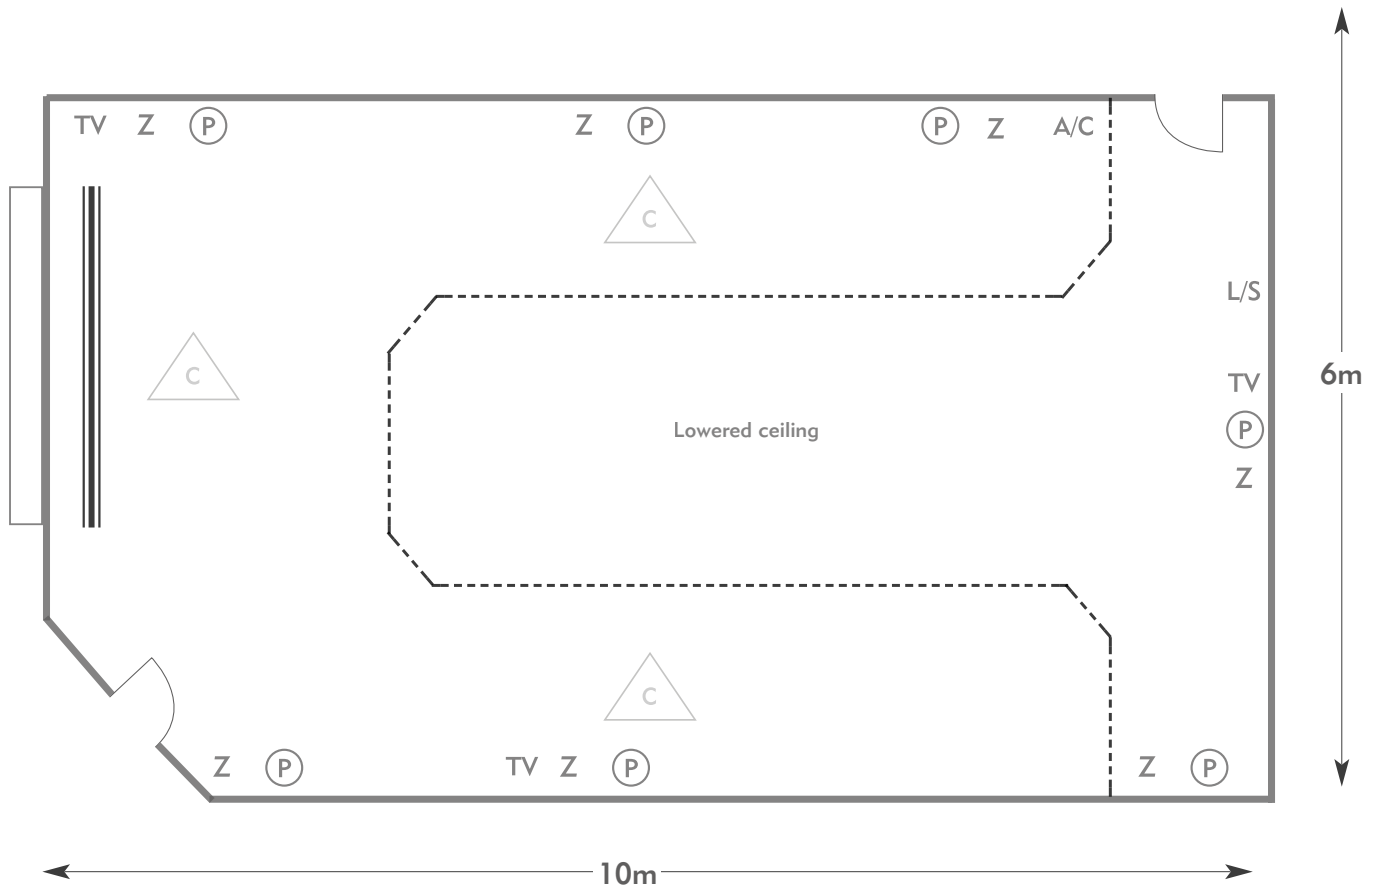 TV Z P Z P P Z A/C
C
L/S
C
6m
TV
Lowered ceiling
P
Z
C
Z P TV Z P Z P
10m